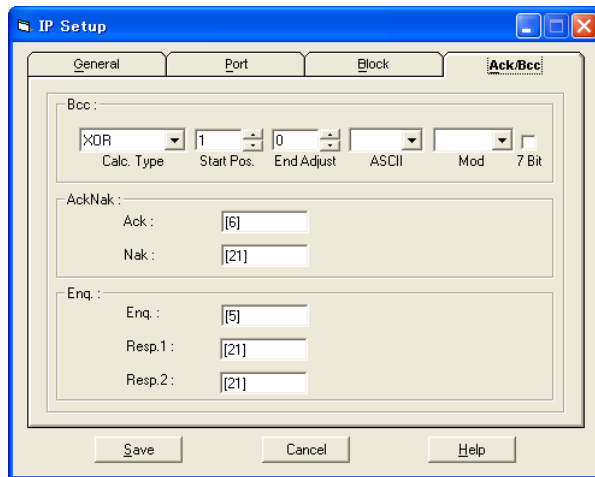 IP Setup
General Port Block Ack/Bcc
Bcc :
XOR 1 0
Calc. Type Start Pos. End Adjust ASCII Mod 7 Bit
AckNak :
Ack : [6]
Nak : [21]
Enq. :
Enq. : [5]
Resp.1 : [21]
Resp.2 : [21]
Save Cancel Help